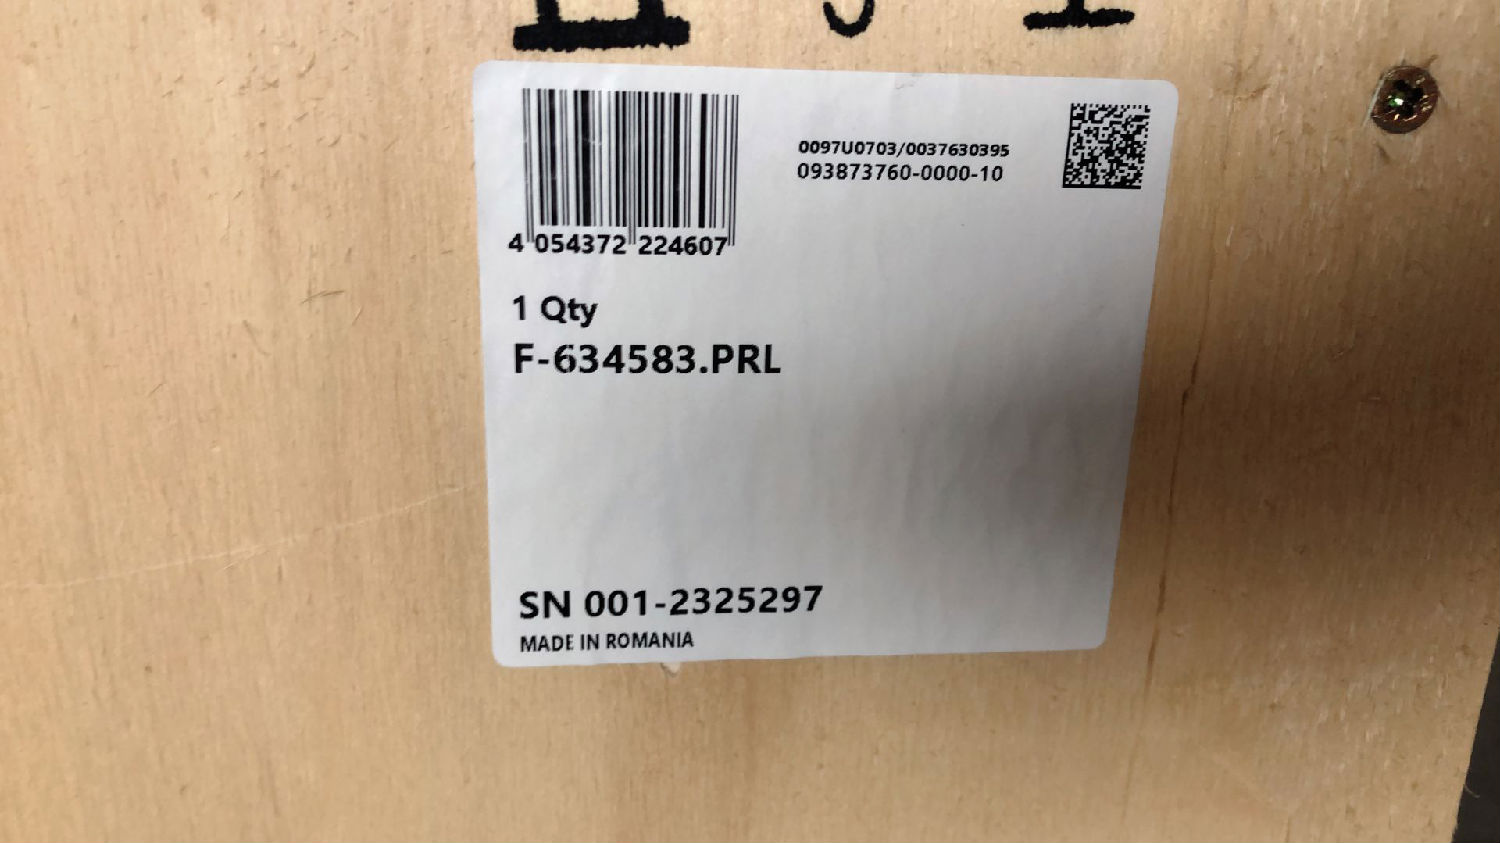 0097U0703/0037630395
093873760-0000-10
4 054372 224607
1 Qty
F-634583.PRL
SN 001-2325297
MADE IN ROMANIA